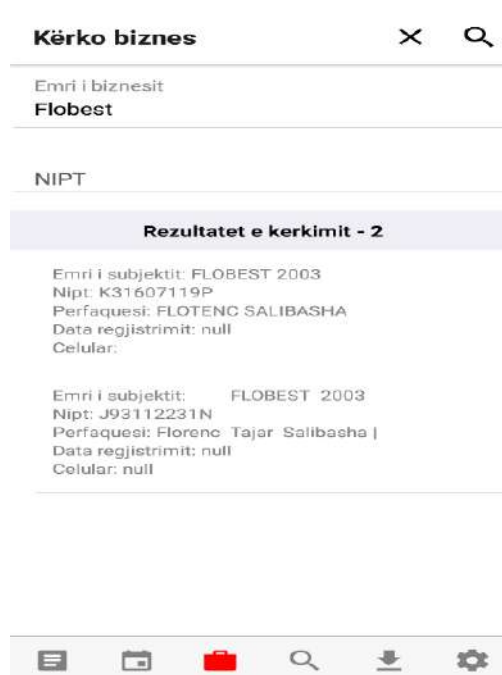 Kërko biznes
Emri i biznesit
Flobest
NIPT
Rezultatet e kerkimit - 2
Emri i subjektit: FLOBEST 2003
Nipt: K31607119P
Perfaquesi: FLOTENC SALIBASHA
Data regjistrimit: null
Celular:
Emri i subjektit: FLOBEST 2003
Nipt: J93112231N
Perfaquesi: Florenc Tajar Salibasha |
Data regjistrimit: null
Celular: null